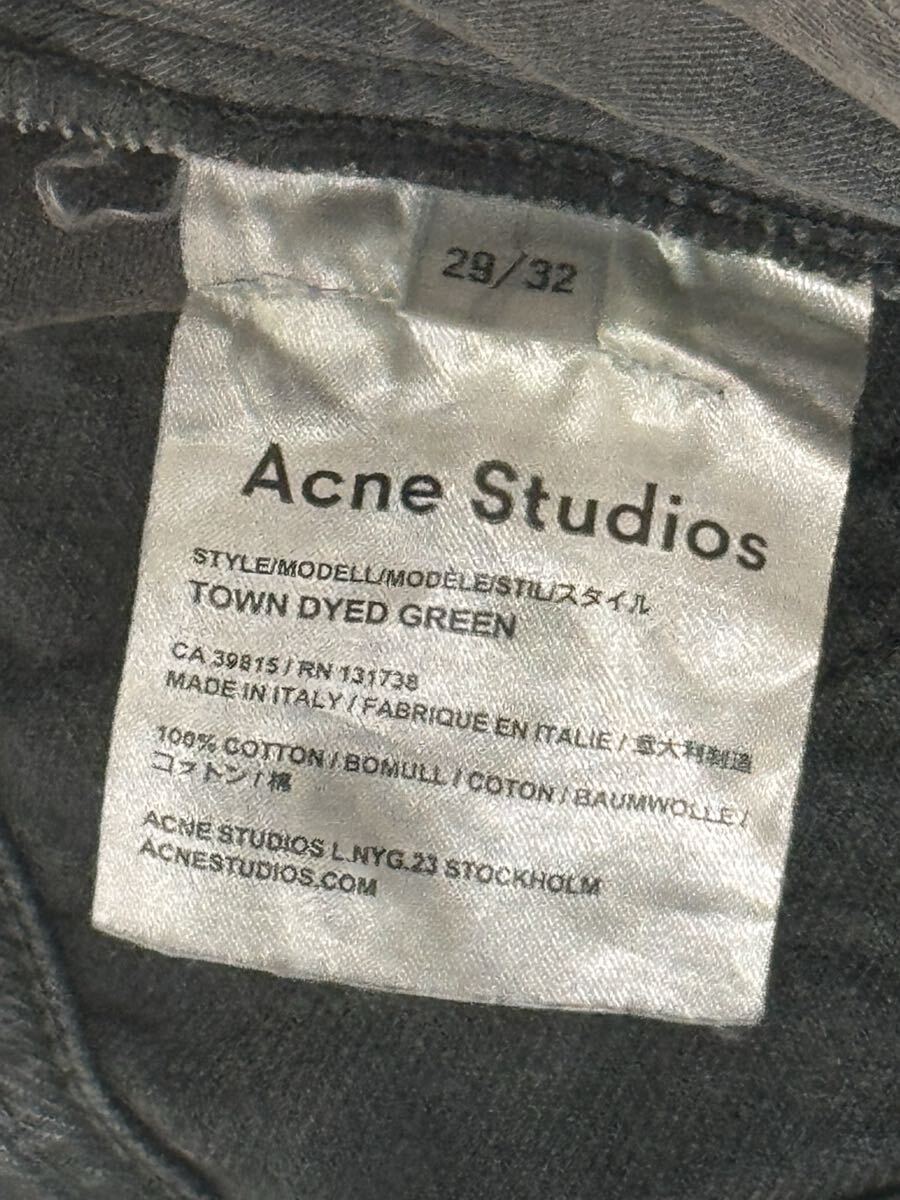 29/32
Acne Studios
STYLE/MODELL/MODÈLE/STIL/スタイル
TOWN DYED GREEN
CA 39815 / RN 131738
MADE IN ITALY / FABRIQUE EN ITALIE / 意大利制造
100% COTTON / BOMULL / COTON / BAUMWOLLE /
コットン / 棉
ACNE STUDIOS L.NYG.23 STOCKHOLM
ACNESTUDIOS.COM